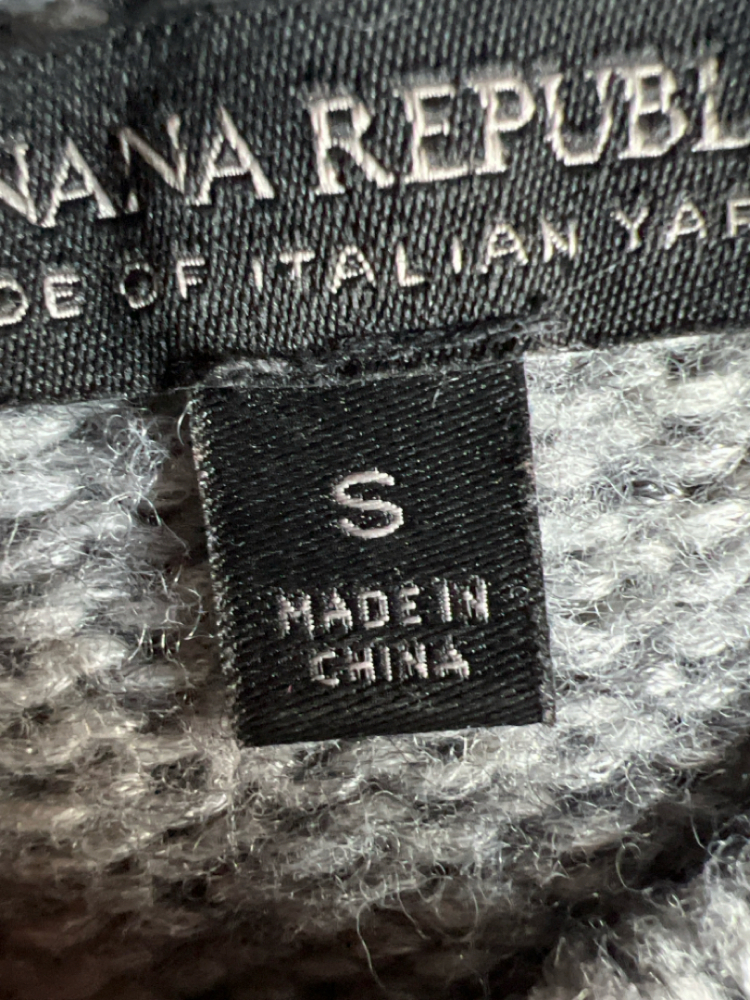 NANA REPUBL
DE OF ITALIAN YAR
S
MADE IN
CHINA